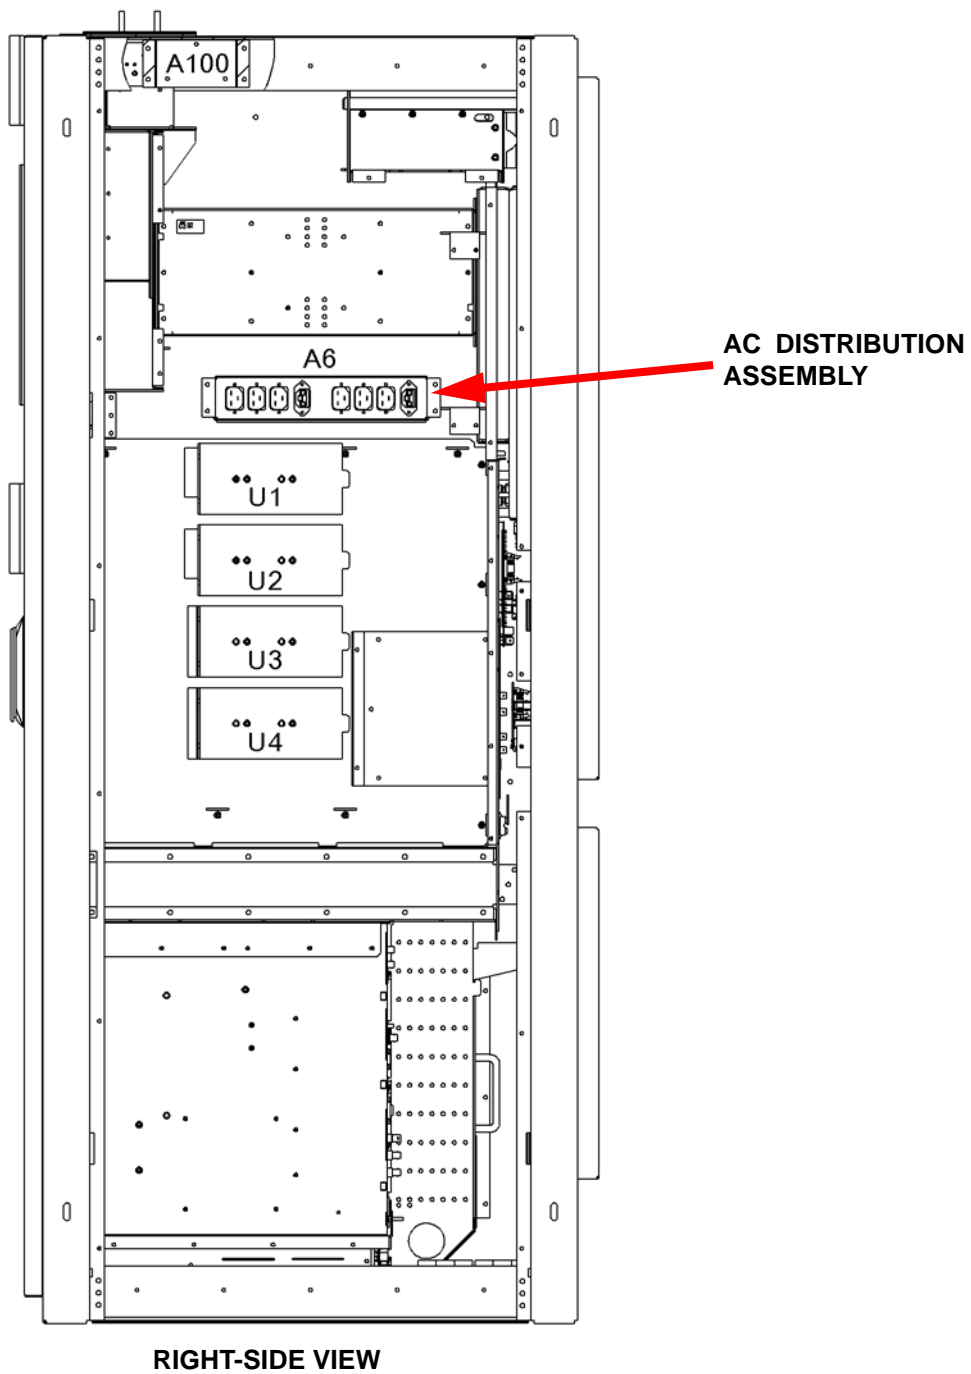 A100
AC DISTRIBUTION
ASSEMBLY
A6
U1
U2
U3
U4
RIGHT-SIDE VIEW